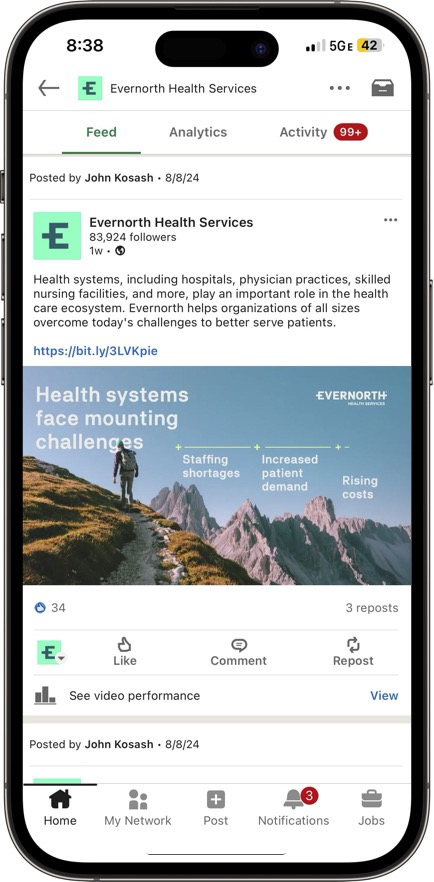 8:38
5GE 42
Evernorth Health Services
Feed
Analytics
Activity 99+
Posted by John Kosash • 8/8/24
Evernorth Health Services
83,924 followers
1w •
Health systems, including hospitals, physician practices, skilled
nursing facilities, and more, play an important role in the health
care ecosystem. Evernorth helps organizations of all sizes
overcome today's challenges to better serve patients.
https://bit.ly/3LVKpie
Health systems
face mounting
challenges
EVERNORTH
HEALTH SERVICES
Staffing
shortages
Increased
patient
demand
Rising
costs
34
3 reposts
Like
Comment
Repost
See video performance
View
Posted by John Kosash • 8/8/24
Home
My Network
Post
3
Notifications
Jobs